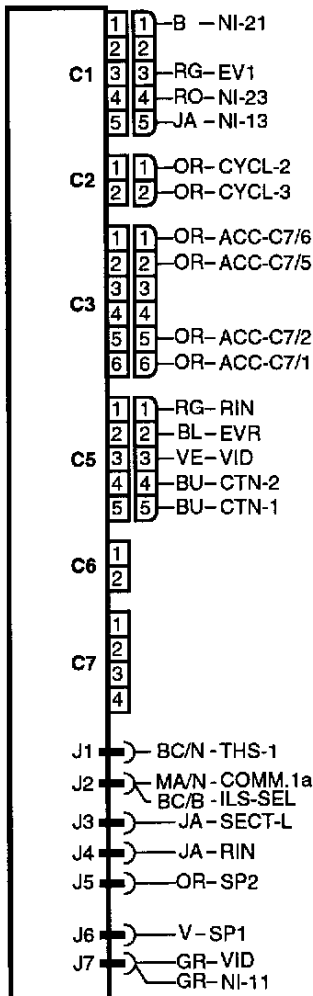 1 1 B - NI-21
2 2
C1 3 3 RG - EV1
4 4 RO - NI-23
5 5 JA - NI-13
1 1 OR - CYCL-2
C2 2 2 OR - CYCL-3
1 1 OR - ACC-C7/6
2 2 OR - ACC-C7/5
3 3
C3 4 4
5 5 OR - ACC-C7/2
6 6 OR - ACC-C7/1
1 1 RG - RIN
2 2 BL - EVR
C5 3 3 VE - VID
4 4 BU - CTN-2
5 5 BU - CTN-1
C6 1
2
1
2
C7 3
4
J1 BC/N - THS-1
J2 MA/N - COMM.1a
BC/B - ILS-SEL
J3 JA - SECT-L
J4 JA - RIN
J5 OR - SP2
J6 V - SP1
J7 GR - VID
GR - NI-11